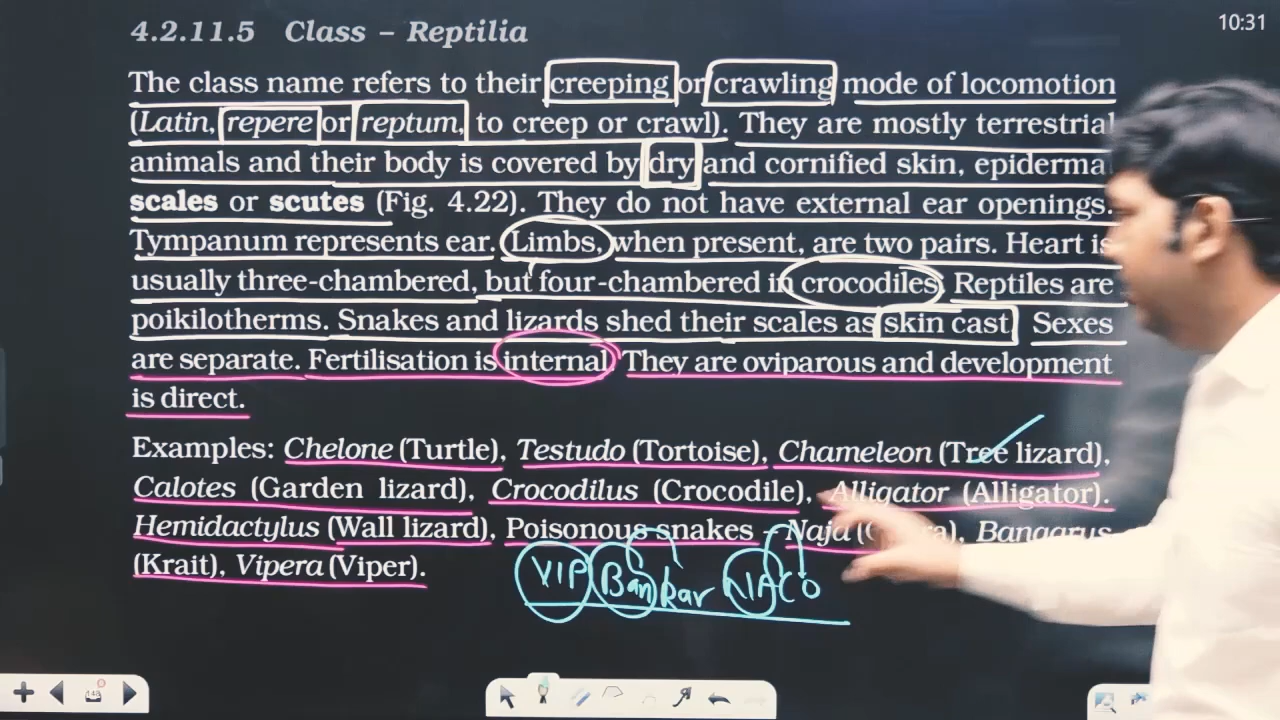 4.2.11.5 Class – Reptilia
10:31
The class name refers to their creeping or crawling mode of locomotion
(Latin, repere or reptum, to creep or crawl). They are mostly terrestrial
animals and their body is covered by dry and cornified skin, epidermal
scales or scutes (Fig. 4.22). They do not have external ear openings.
Tympanum represents ear. Limbs, when present, are two pairs. Heart is
usually three-chambered, but four-chambered in crocodiles. Reptiles are
poikilotherms. Snakes and lizards shed their scales as skin cast. Sexes
are separate. Fertilisation is internal. They are oviparous and development
is direct.
Examples: Chelone (Turtle), Testudo (Tortoise), Chameleon (Tree lizard),
Calotes (Garden lizard), Crocodilus (Crocodile), Alligator (Alligator).
Hemidactylus (Wall lizard), Poisonous snakes – Naja Bangarus
(Krait), Vipera (Viper).
VIP Bankar NACO